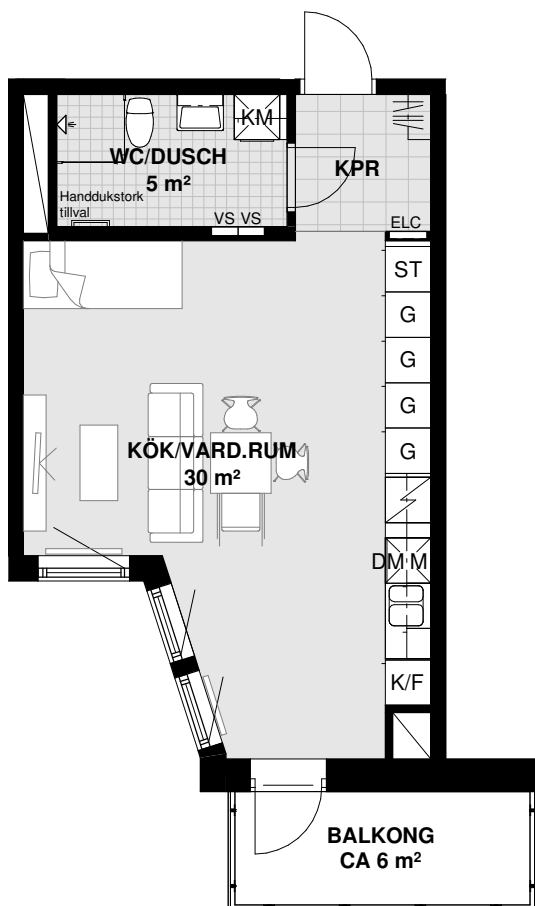 KM
WC/DUSCH
5 m²
KPR
Handdukstork
tillval
VS VS
ELC
ST
G
G
G
G
KÖK/VARD.RUM
30 m²
DM M
K/F
BALKONG
CA 6 m²